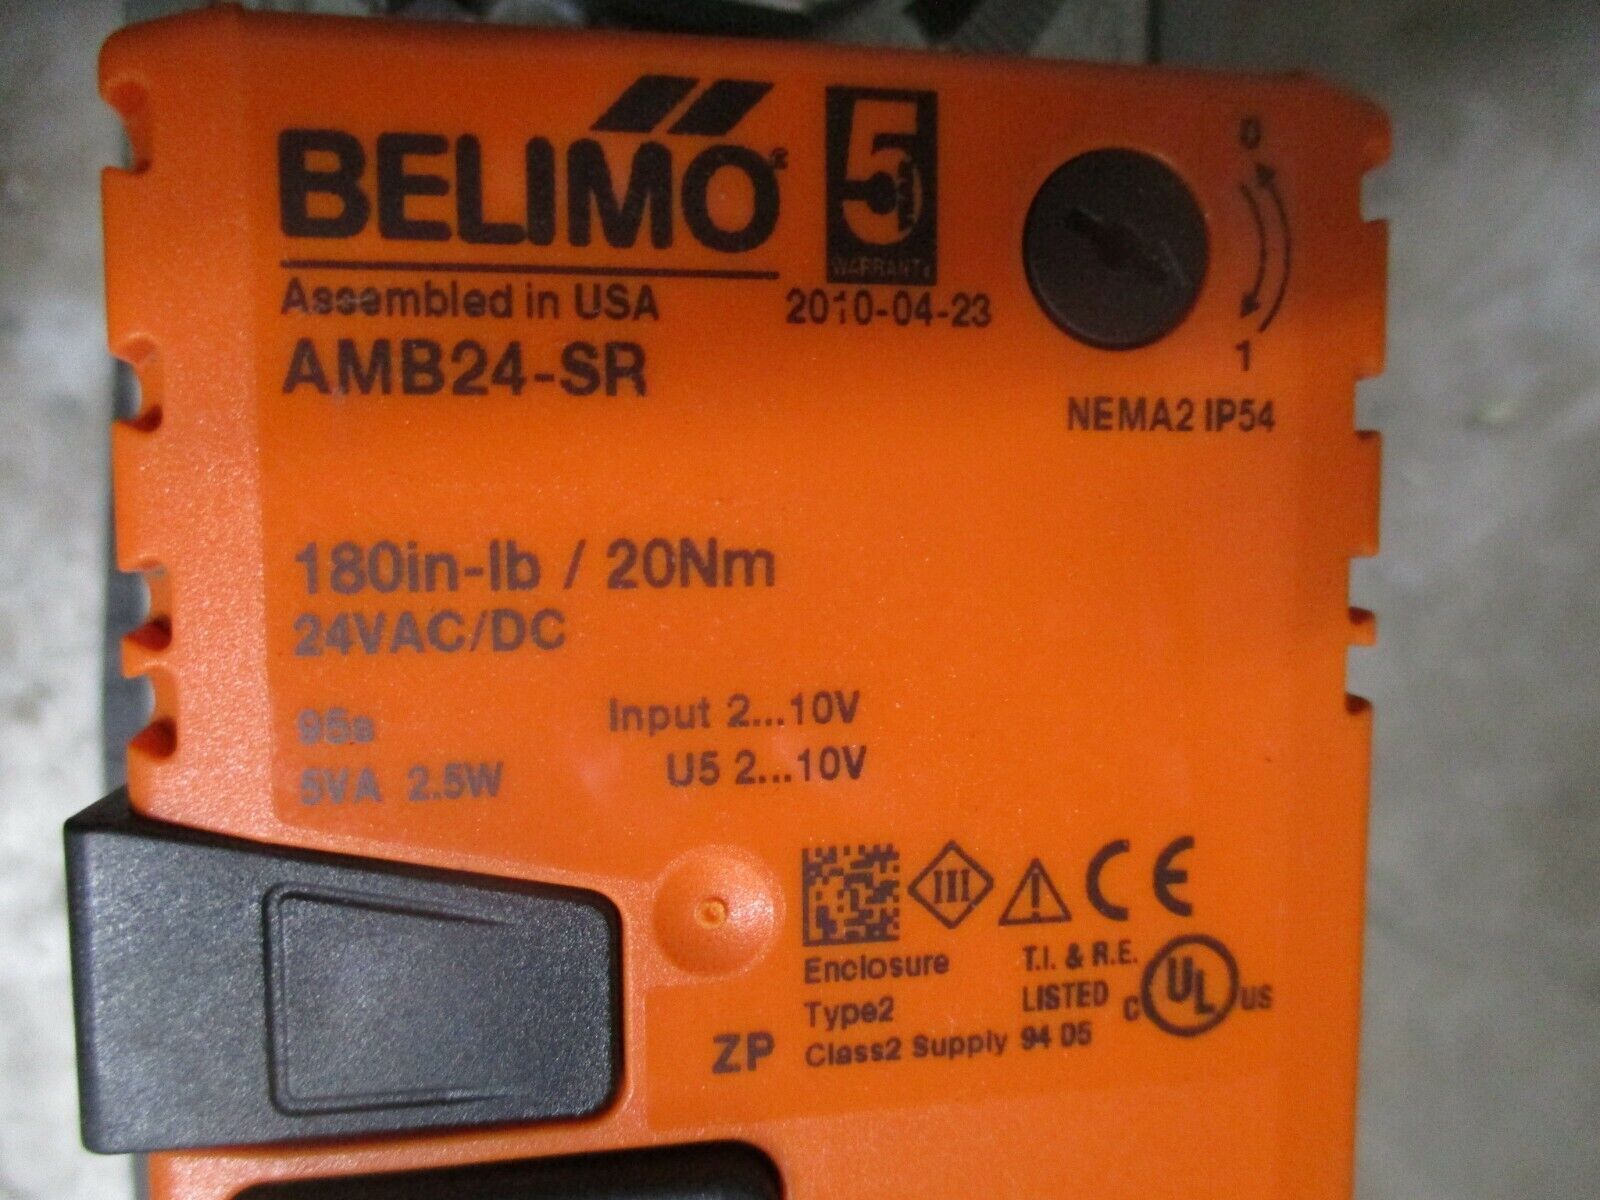 BELIMO®
5
WARRANTY
Assembled in USA
2010-04-23
AMB24-SR
0
1
NEMA2 IP54
180in-lb / 20Nm
24VAC/DC
95s
Input 2...10V
5VA 2.5W
U5 2...10V
III
CE
Enclosure
Type2
Class2 Supply
T.I. & R.E.
LISTED
94 D5
C UL US
ZP